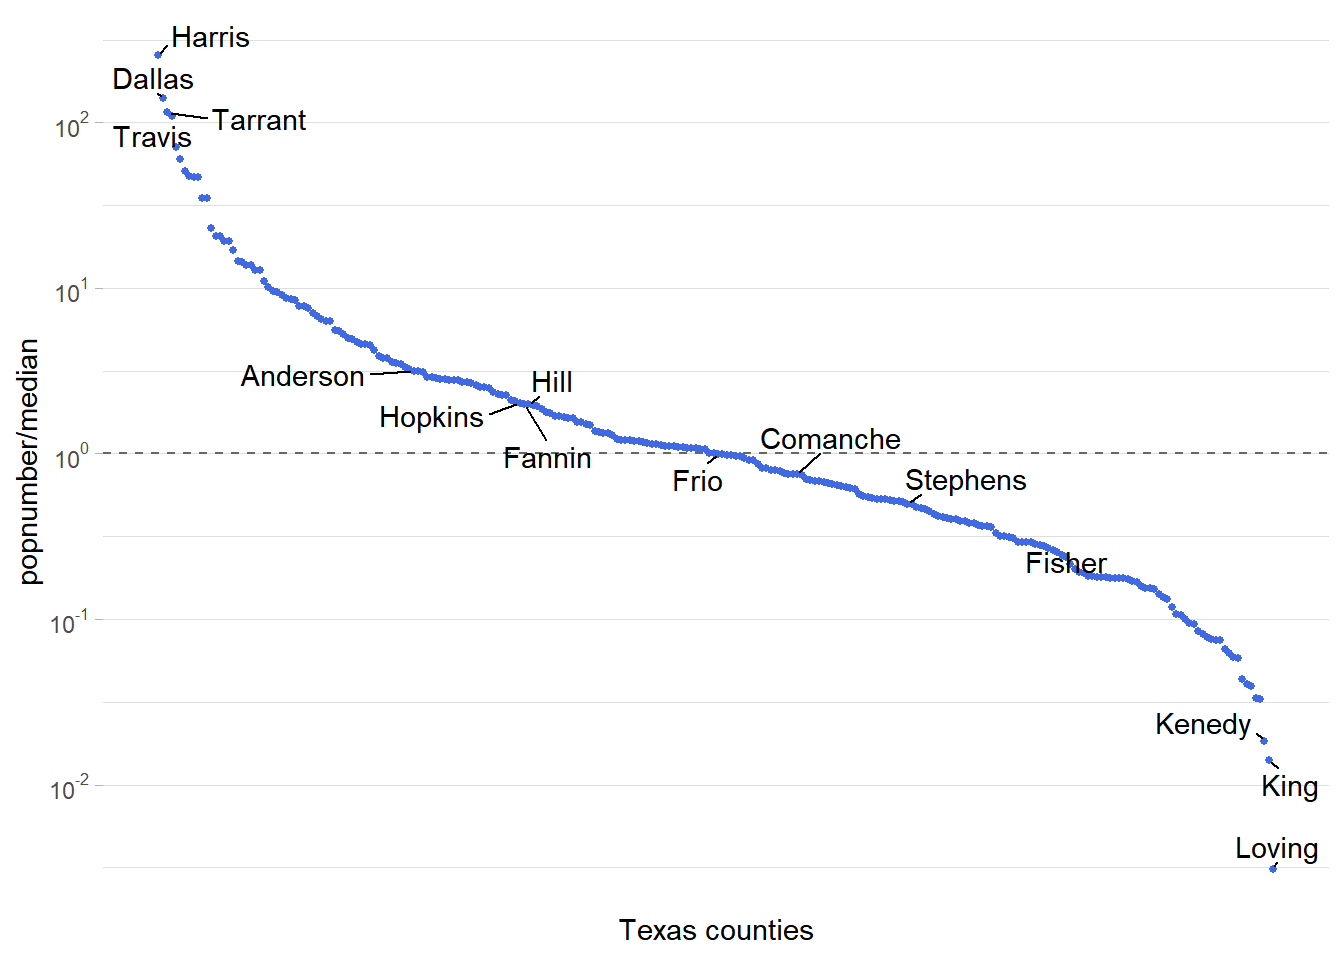 Harris
Dallas
Tarrant
Travis
10²
10¹
Anderson
Hill
Hopkins
Fannin
Comanche
10⁰
Frio
Stephens
Fisher
10⁻¹
Kenedy
10⁻²
King
Loving
popnumber/median
Texas counties